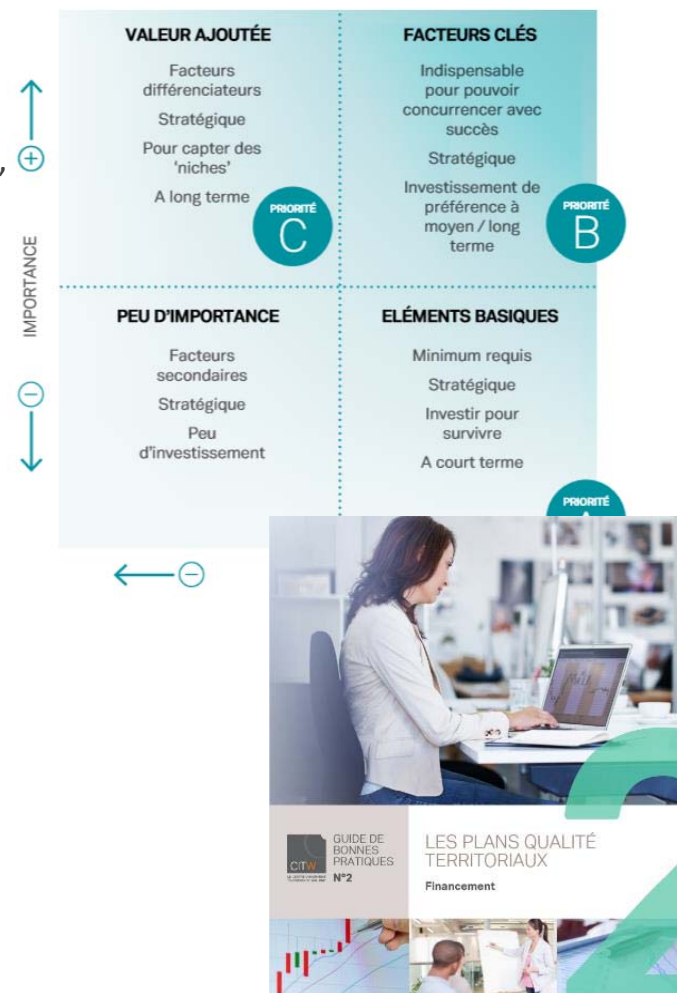 VALEUR AJOUTÉE
Facteurs
différenciateurs
Stratégique
Pour capter des
'niches'
A long terme
PRIORITÉ
C
FACTEURS CLÉS
Indispensable
pour pouvoir
concurrencer avec
succès
Stratégique
Investissement de
préférence à
moyen / long
terme
PRIORITÉ
B
IMPORTANCE
PEU D'IMPORTANCE
Facteurs
secondaires
Stratégique
Peu
d'investissement
ELÉMENTS BASIQUES
Minimum requis
Stratégique
Investir pour
survivre
A court terme
PRIORITÉ
CITW
GUIDE DE
BONNES
PRATIQUES
N°2
LES PLANS QUALITÉ
TERRITORIAUX
Financement
2